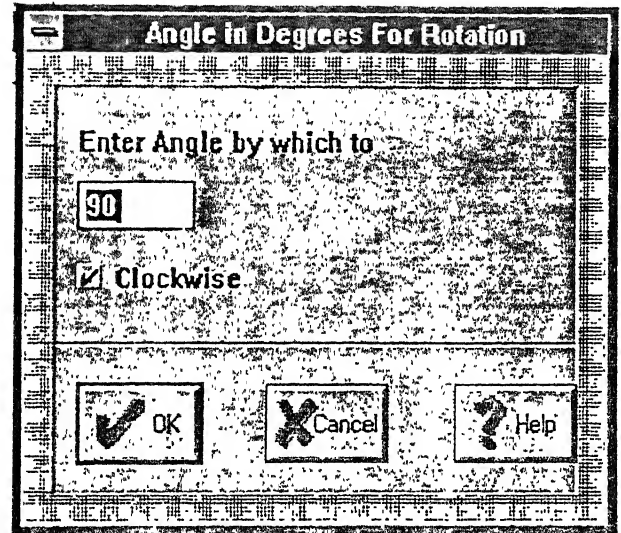 Angle in Degrees For Rotation
Enter Angle by which to
90
Clockwise
OK
Cancel
Help